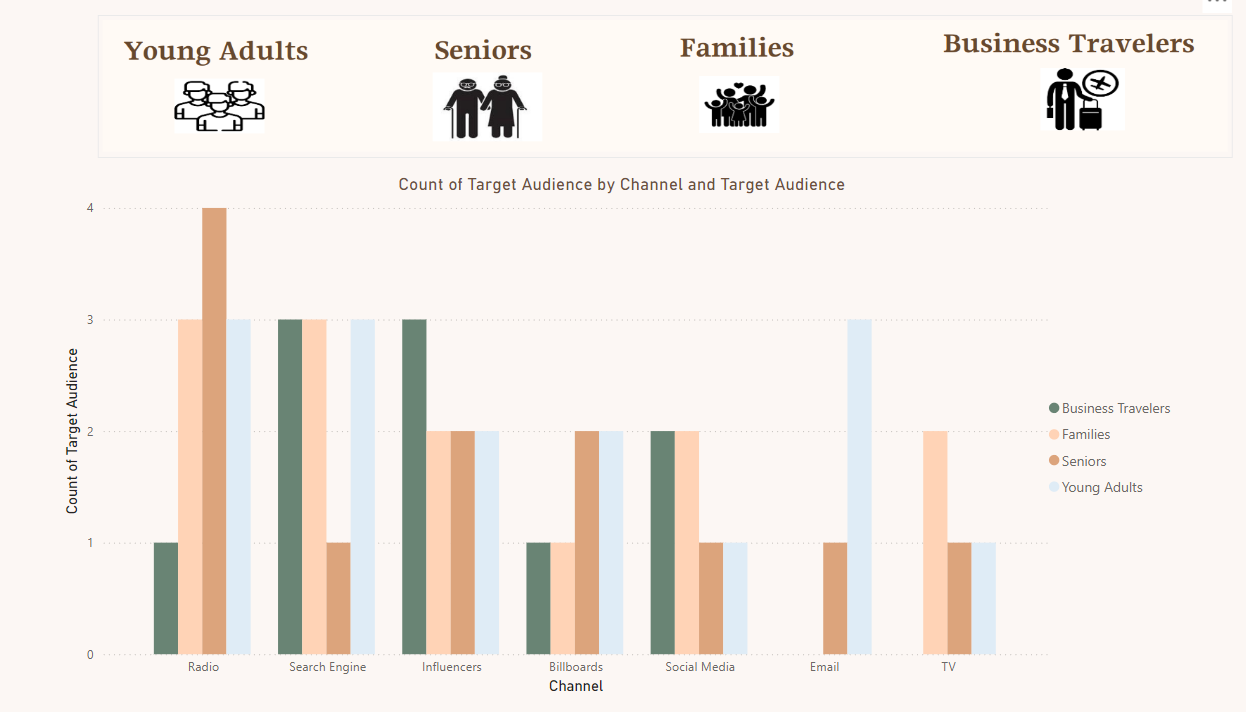 Young Adults
Seniors
Families
Business Travelers
Count of Target Audience by Channel and Target Audience
Count of Target Audience
4
3
2
1
0
Radio
Search Engine
Influencers
Billboards
Social Media
Email
TV
Channel
Business Travelers
Families
Seniors
Young Adults